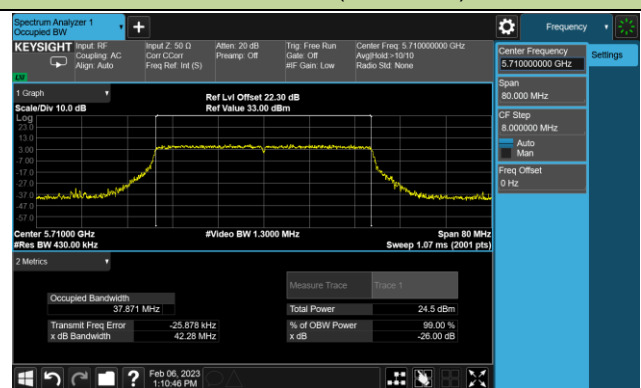 Spectrum Analyzer 1
Occupied BW
Frequency
KEYSIGHT
Input: RF
Coupling: AC
Align: Auto
Input Z: 50 Ω
Corr CCorr
Freq Ref: Int (S)
Atten: 20 dB
Preamp: Off
Trig: Free Run
Gate: Off
#IF Gain: Low
Center Freq: 5.710000000 GHz
Avg|Hold:>10/10
Radio Std: None
Center Frequency
5.710000000 GHz
Settings
Span
80.000 MHz
CF Step
8.000000 MHz
Auto
Man
Freq Offset
0 Hz
1 Graph
Scale/Div 10.0 dB
Ref Lvl Offset 22.30 dB
Ref Value 33.00 dBm
Log
23.0
13.0
3.00
-7.00
-17.0
-27.0
-37.0
-47.0
-57.0
Center 5.71000 GHz
#Res BW 430.00 kHz
#Video BW 1.3000 MHz
Span 80 MHz
Sweep 1.07 ms (2001 pts)
2 Metrics
Measure Trace
Trace 1
Occupied Bandwidth
37.871 MHz
Total Power
24.5 dBm
Transmit Freq Error
-25.878 kHz
% of OBW Power
99.00 %
x dB Bandwidth
42.28 MHz
x dB
-26.00 dB
?
Feb 06, 2023
1:10:46 PM